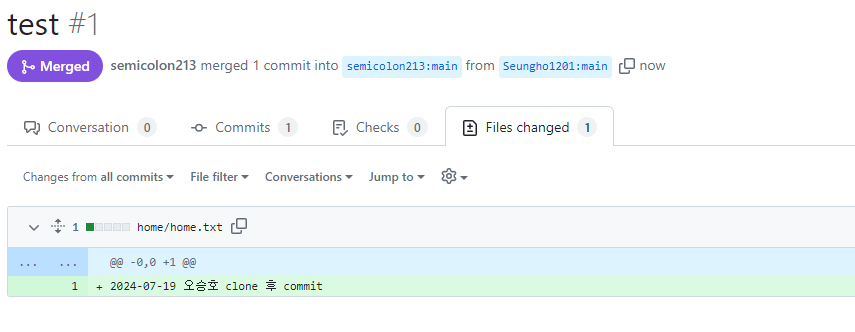 test #1
Merged semicolon213 merged 1 commit into semicolon213:main from Seungho1201:main now
Conversation 0 Commits 1 Checks 0 Files changed 1
Changes from all commits File filter Conversations Jump to
1 home/home.txt
... ... @@ -0,0 +1 @@
1 + 2024-07-19 오승호 clone 후 commit